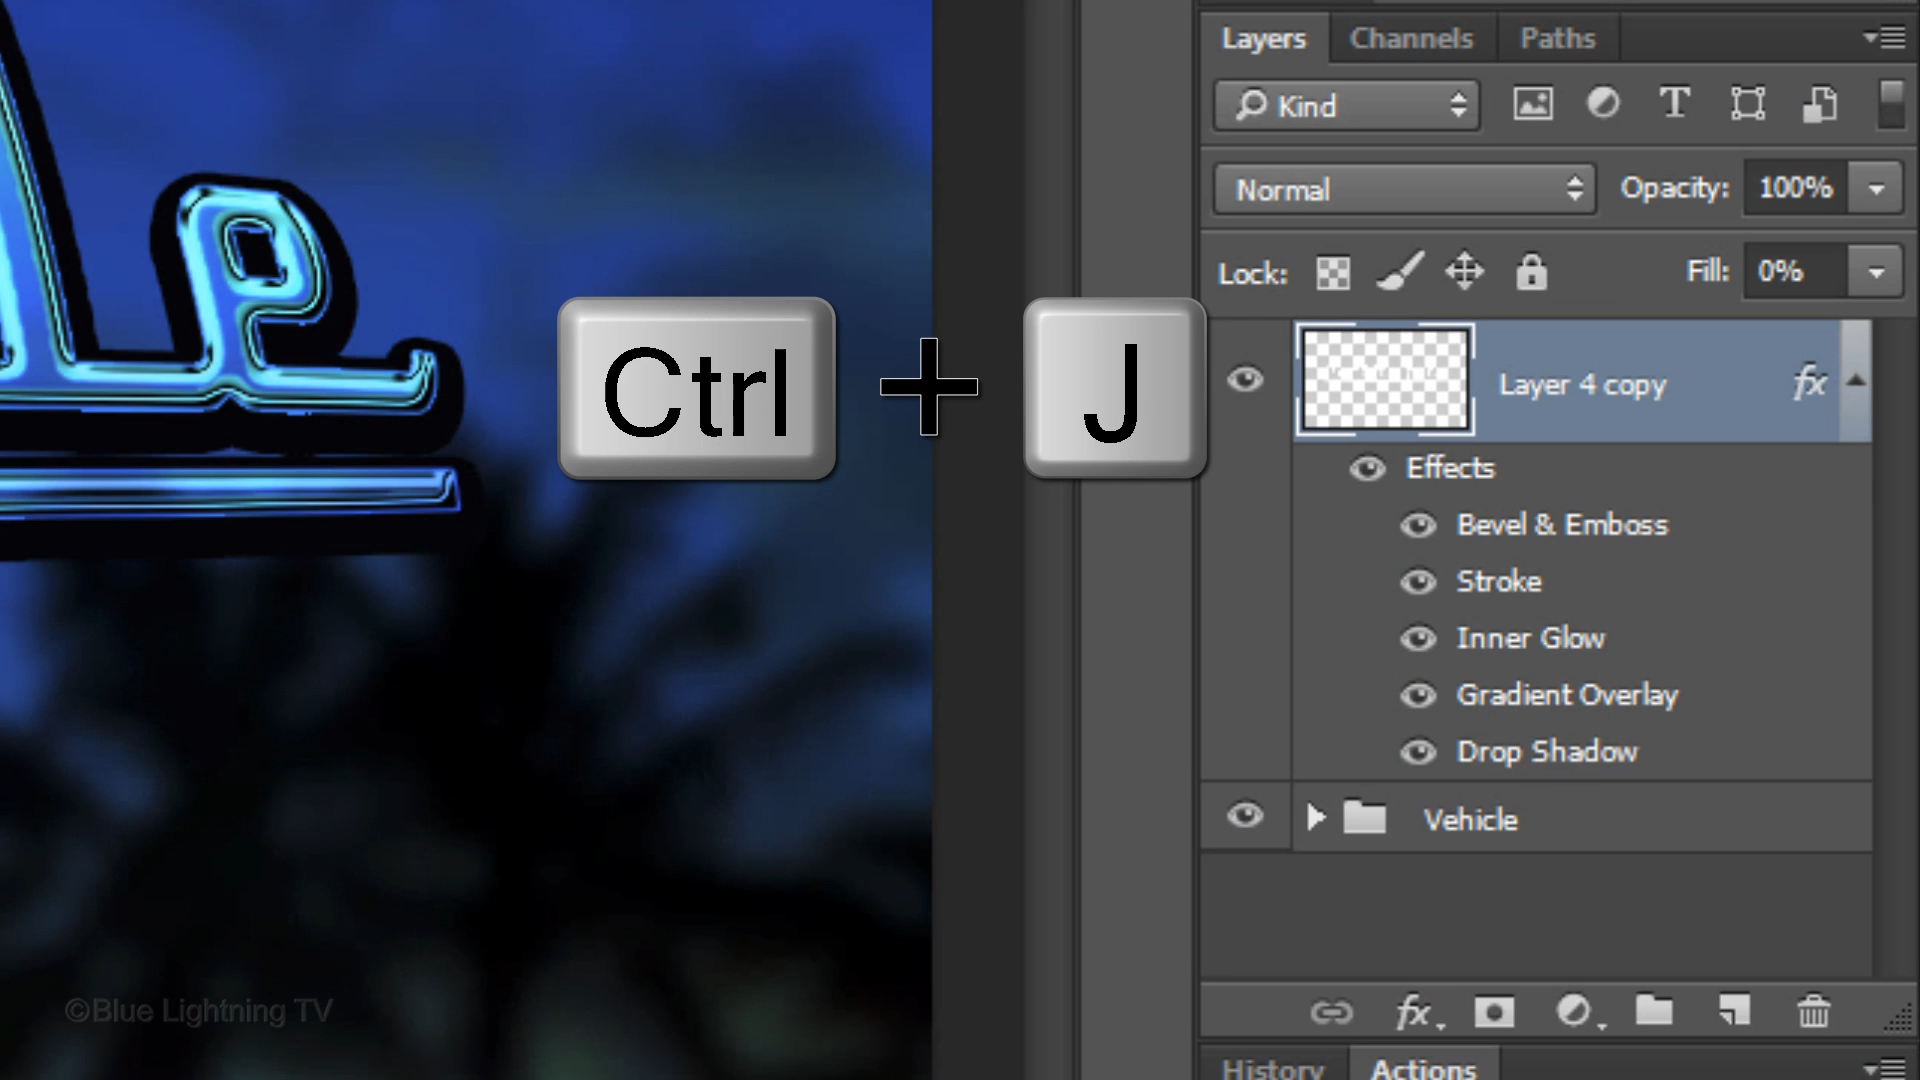 Layers Channels Paths
Kind T
Normal Opacity: 100%
Lock: Fill: 0%
Ctrl + J
Layer 4 copy fx
Effects
Bevel & Emboss
Stroke
Inner Glow
Gradient Overlay
Drop Shadow
Vehicle
©Blue Lightning TV
fx
History Actions